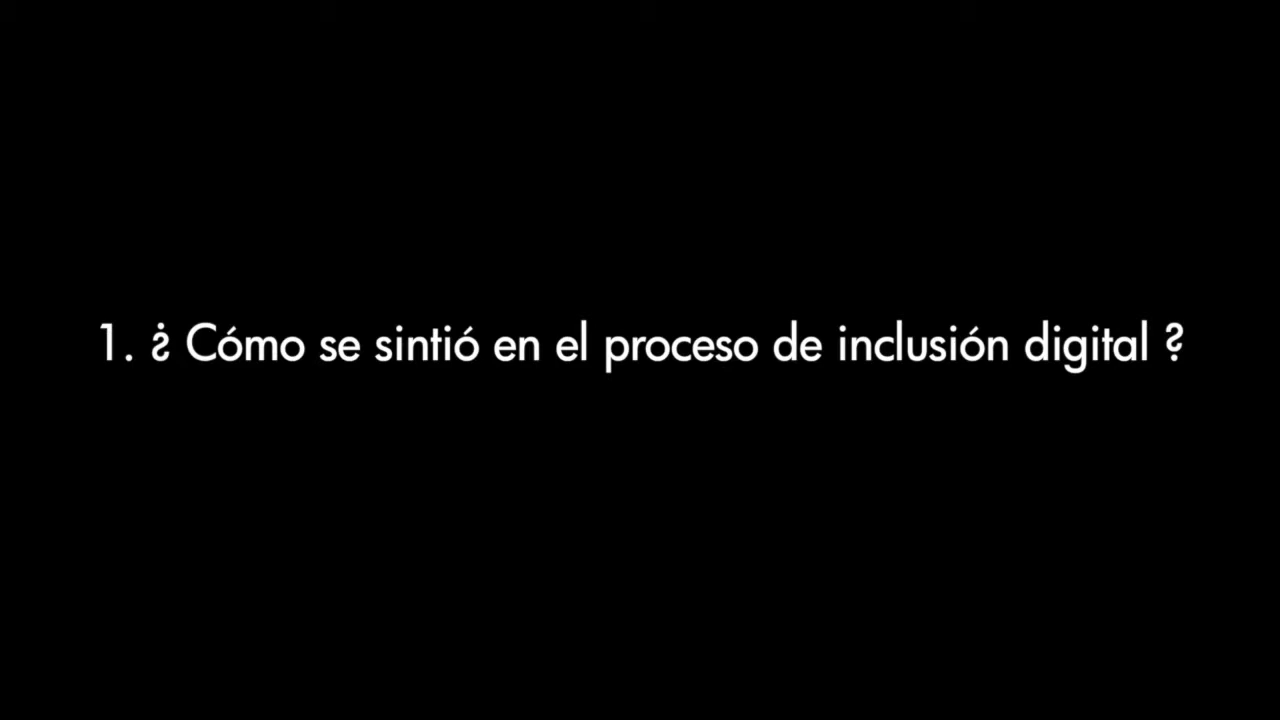 1. ¿ Cómo se sintió en el proceso de inclusión digital ?